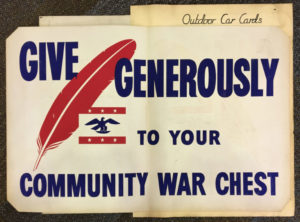 Outdoor Car Cards
GIVE
GENEROUSLY
TO YOUR
COMMUNITY WAR CHEST